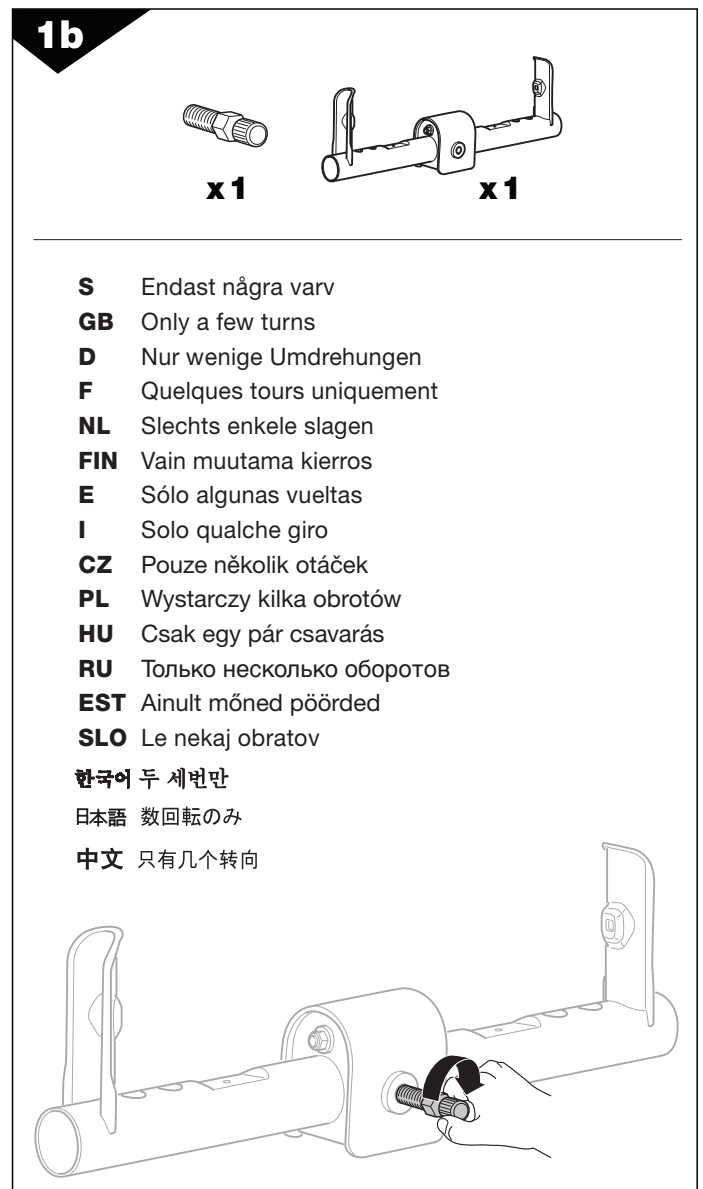 1b
x 1 x 1
S Endast några varv
GB Only a few turns
D Nur wenige Umdrehungen
F Quelques tours uniquement
NL Slechts enkele slagen
FIN Vain muutama kierros
E Sólo algunas vueltas
I Solo qualche giro
CZ Pouze několik otáček
PL Wystarczy kilka obrotów
HU Csak egy pár csavarás
RU Только несколько оборотов
EST Ainult mőned pöörded
SLO Le nekaj obratov
한국어 두 세번만
日本語 数回転のみ
中文 只有几个转向